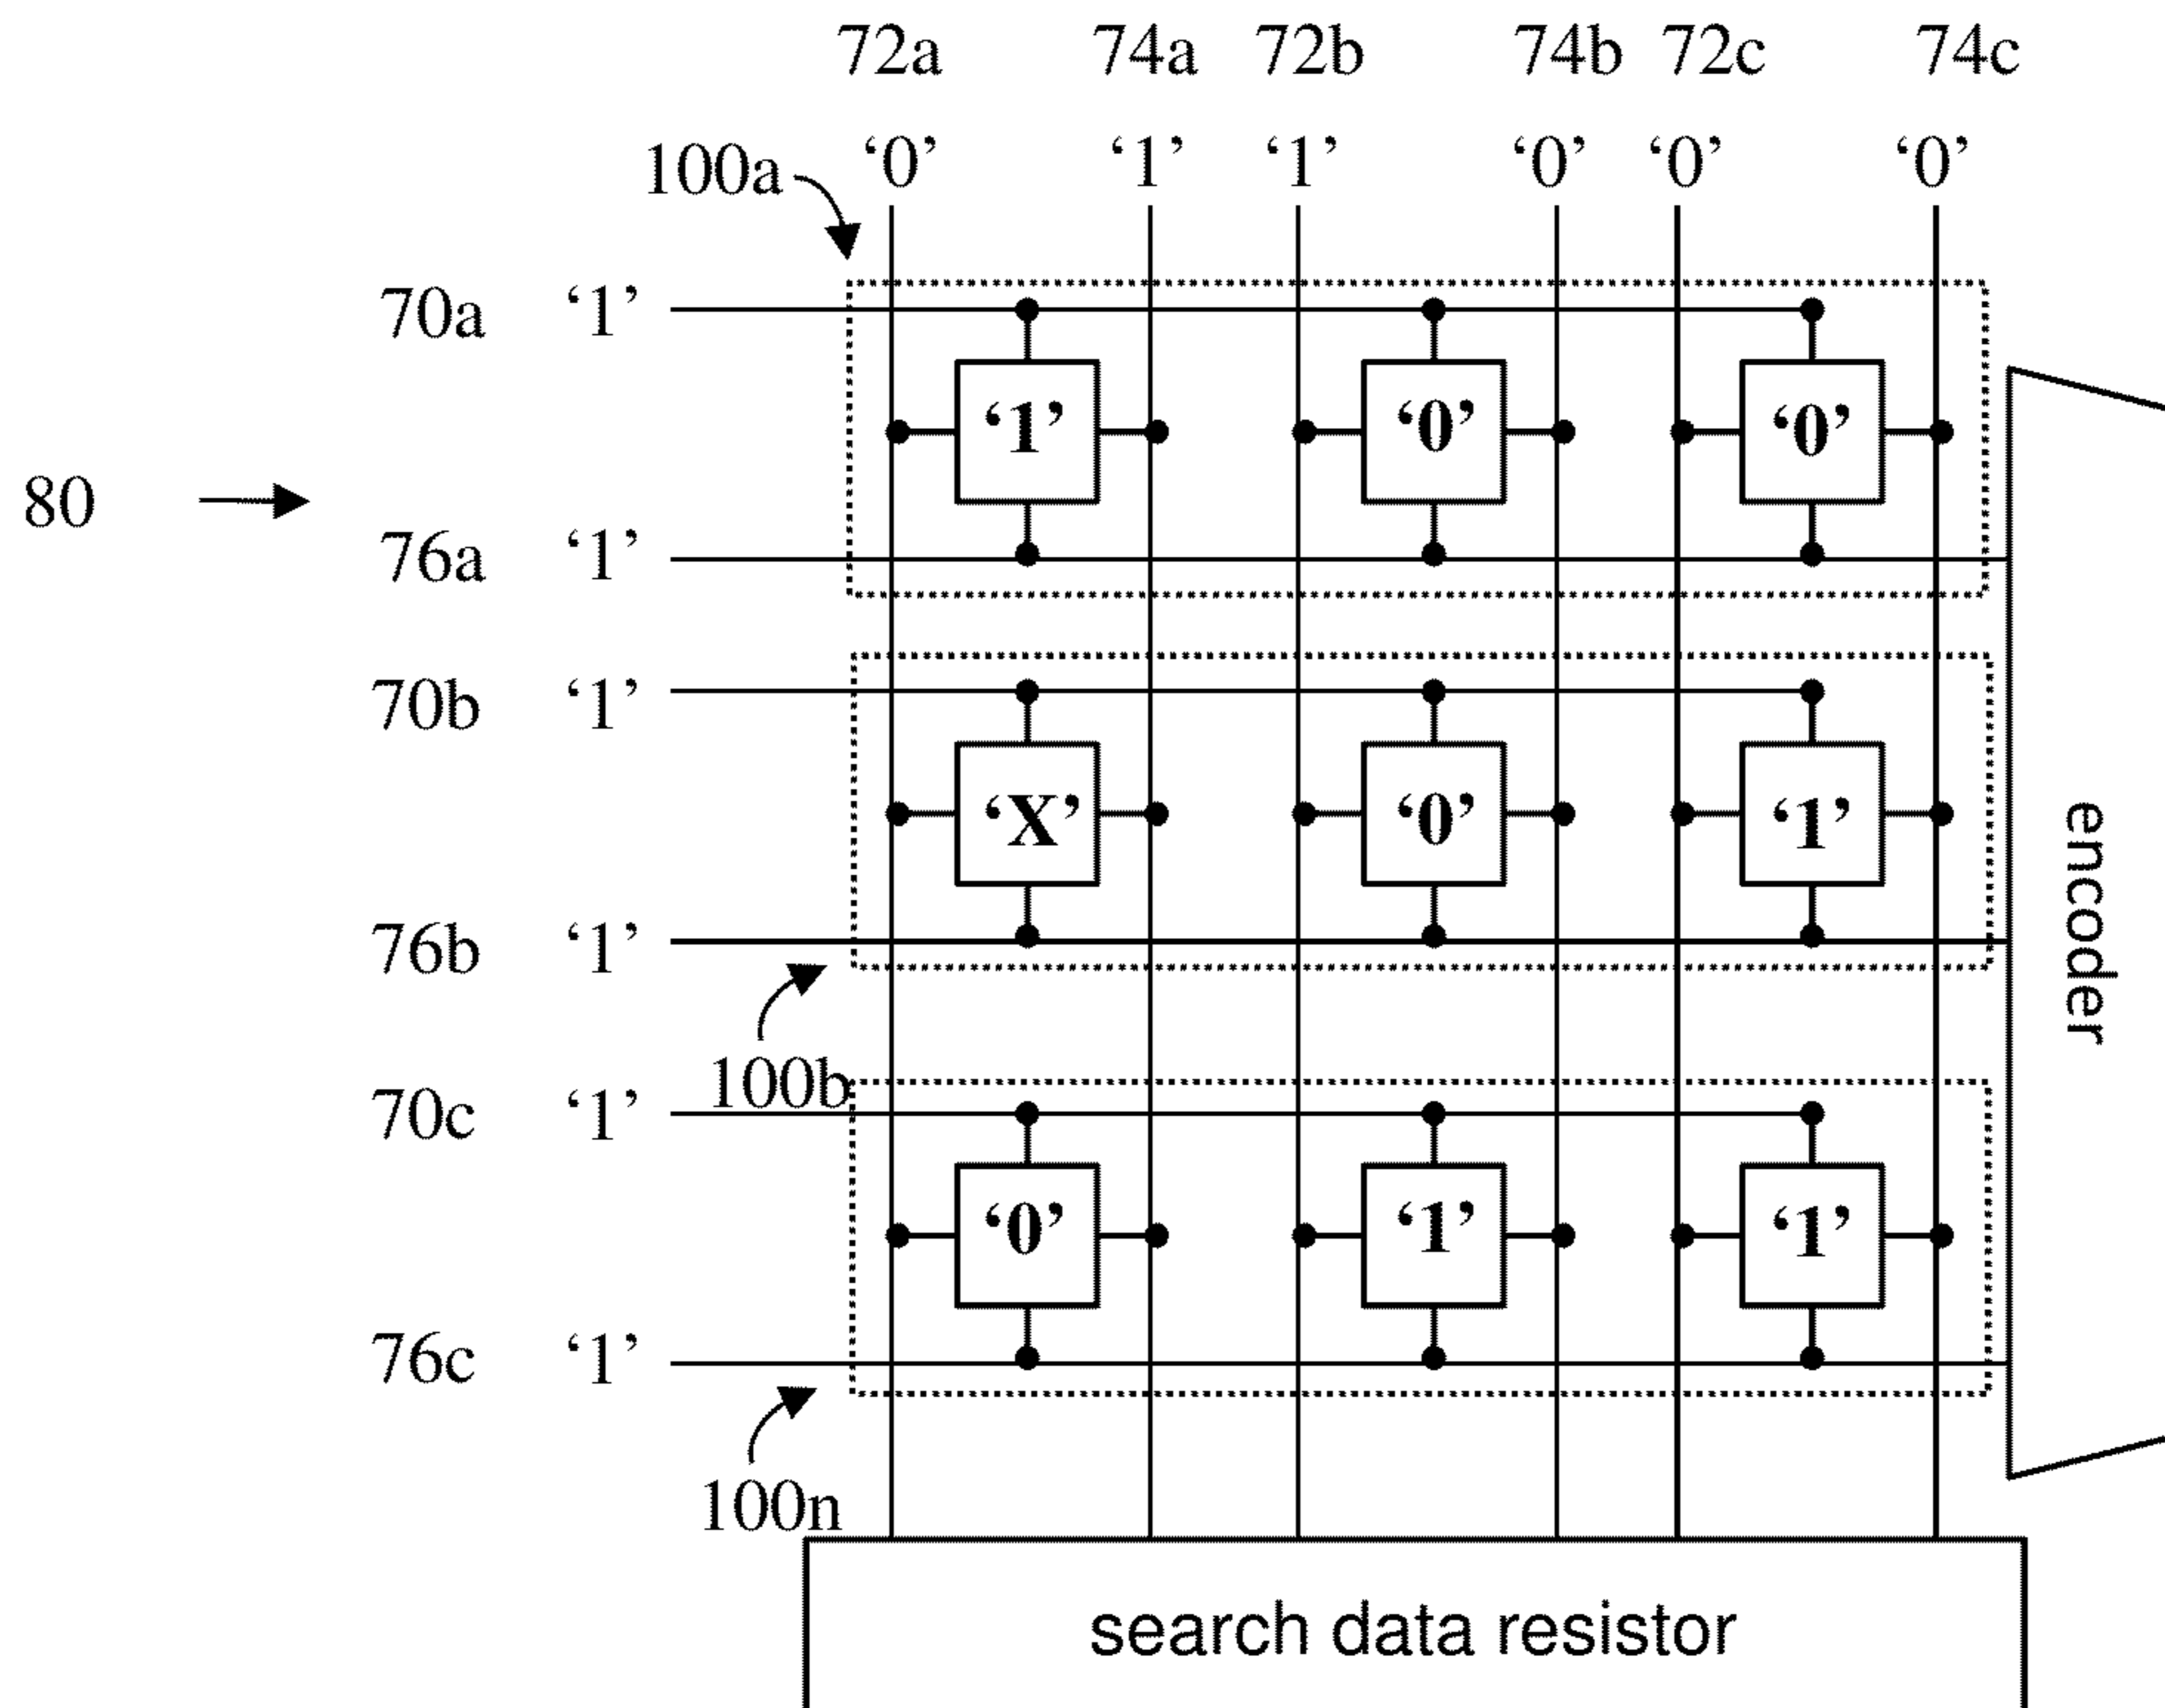 72a 74a 72b 74b 72c 74c
‘0’ ‘1’ ‘1’ ‘0’ ‘0’ ‘0’
100a
70a ‘1’
‘1’ ‘0’ ‘0’
80
76a ‘1’
70b ‘1’
‘X’ ‘0’ ‘1’
76b ‘1’
encoder
100b
70c ‘1’
‘0’ ‘1’ ‘1’
76c ‘1’
100n
search data resistor